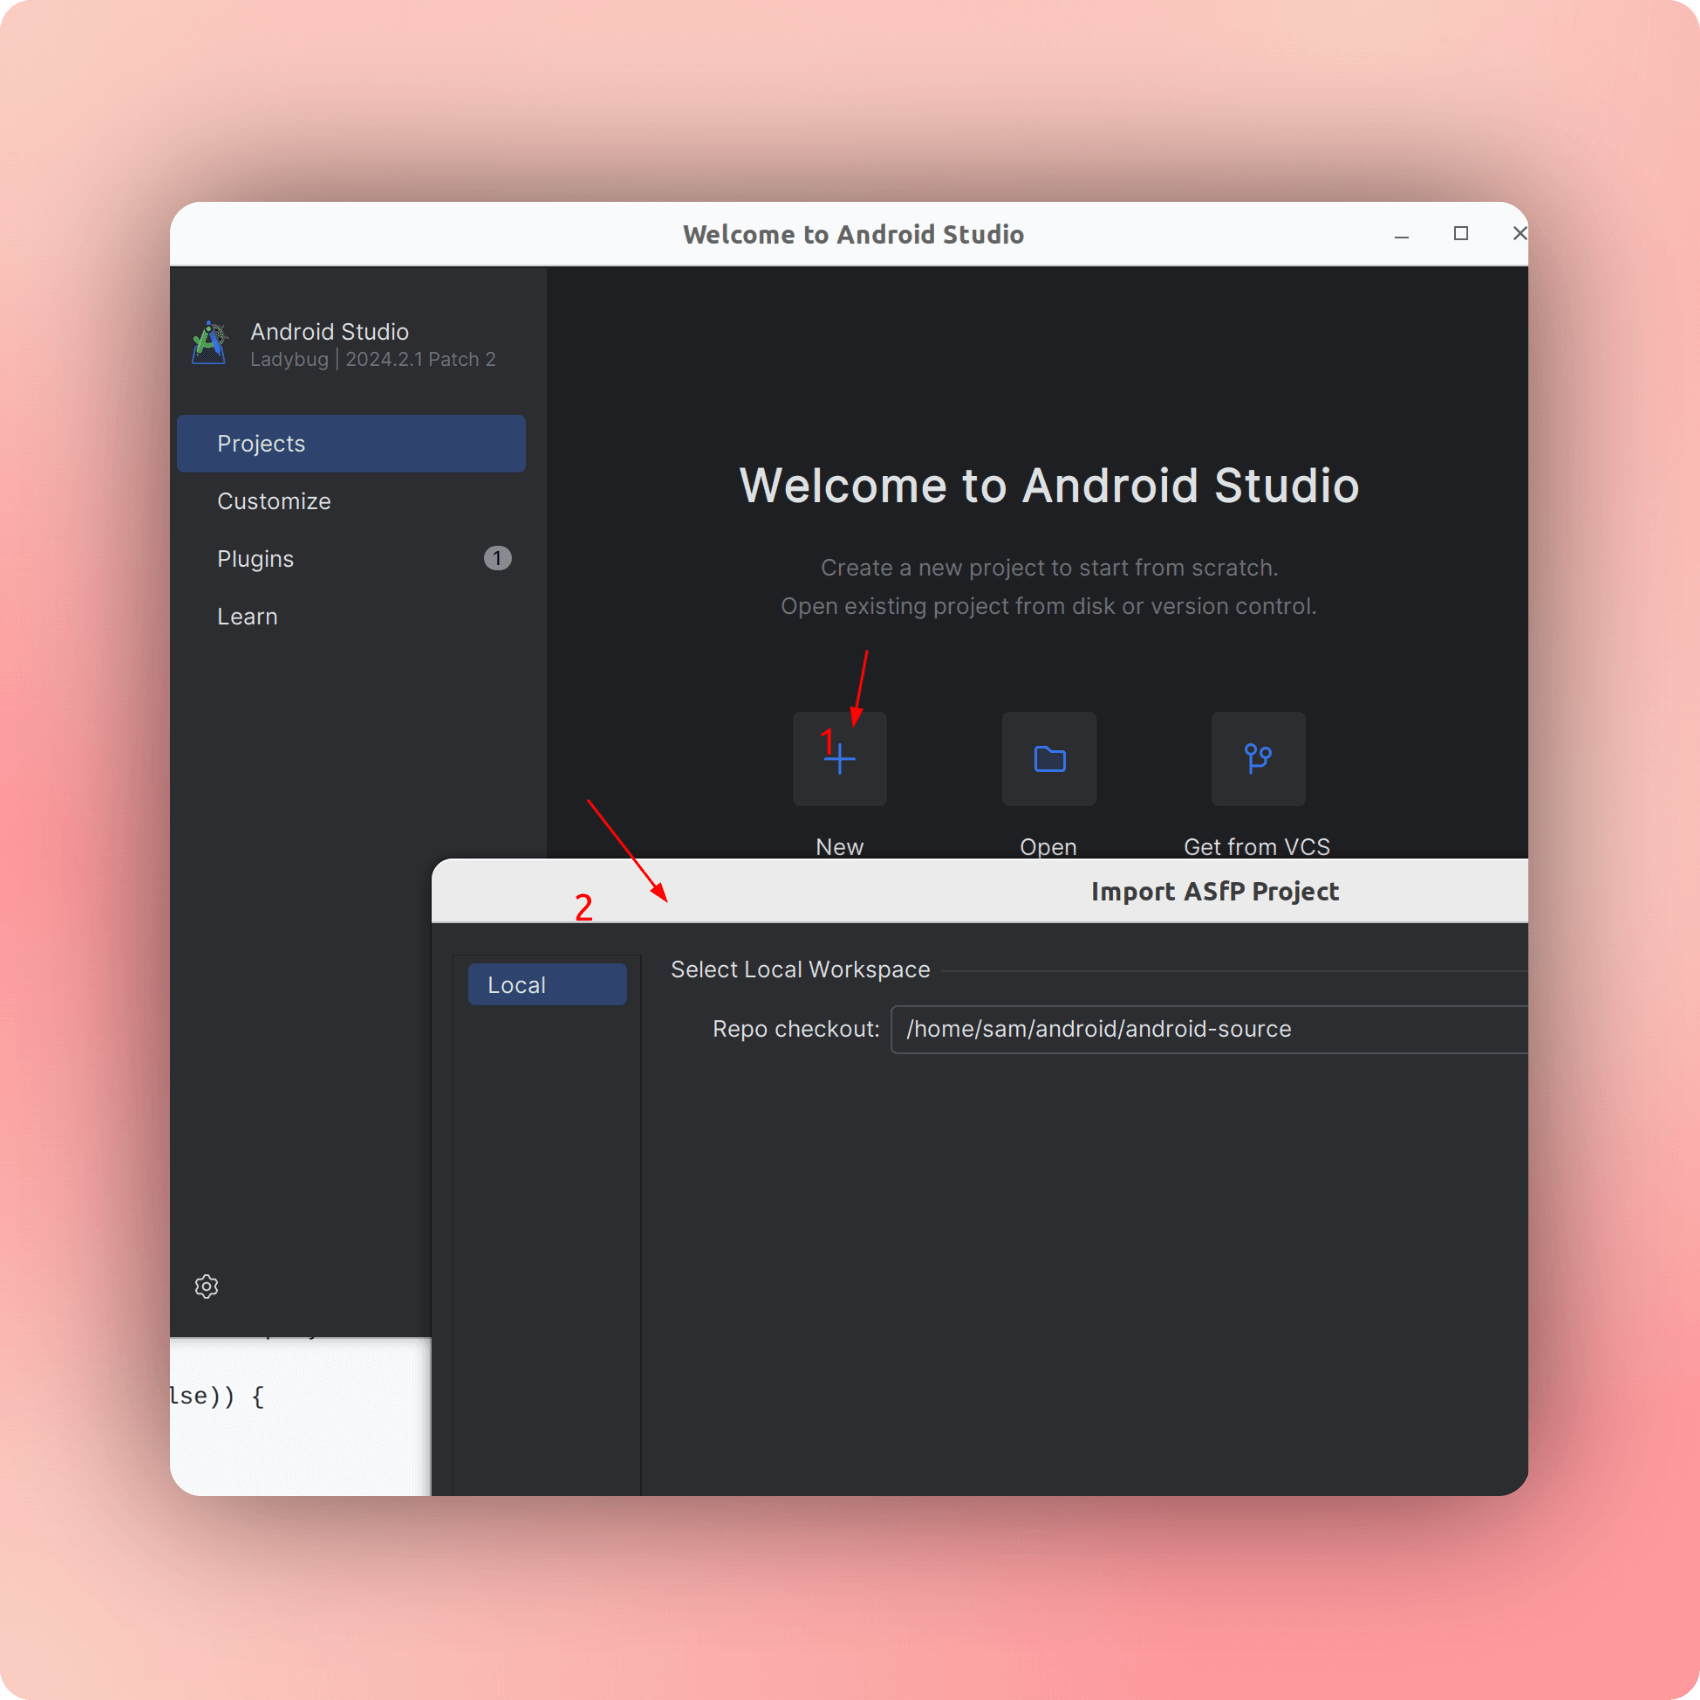 Welcome to Android Studio
Android Studio
Ladybug | 2024.2.1 Patch 2
Projects
Customize
Plugins 1
Learn
Welcome to Android Studio
Create a new project to start from scratch.
Open existing project from disk or version control.
1
New
Open
Get from VCS
2
Import ASfP Project
Local
Select Local Workspace
Repo checkout: /home/sam/android/android-source
lse)) {